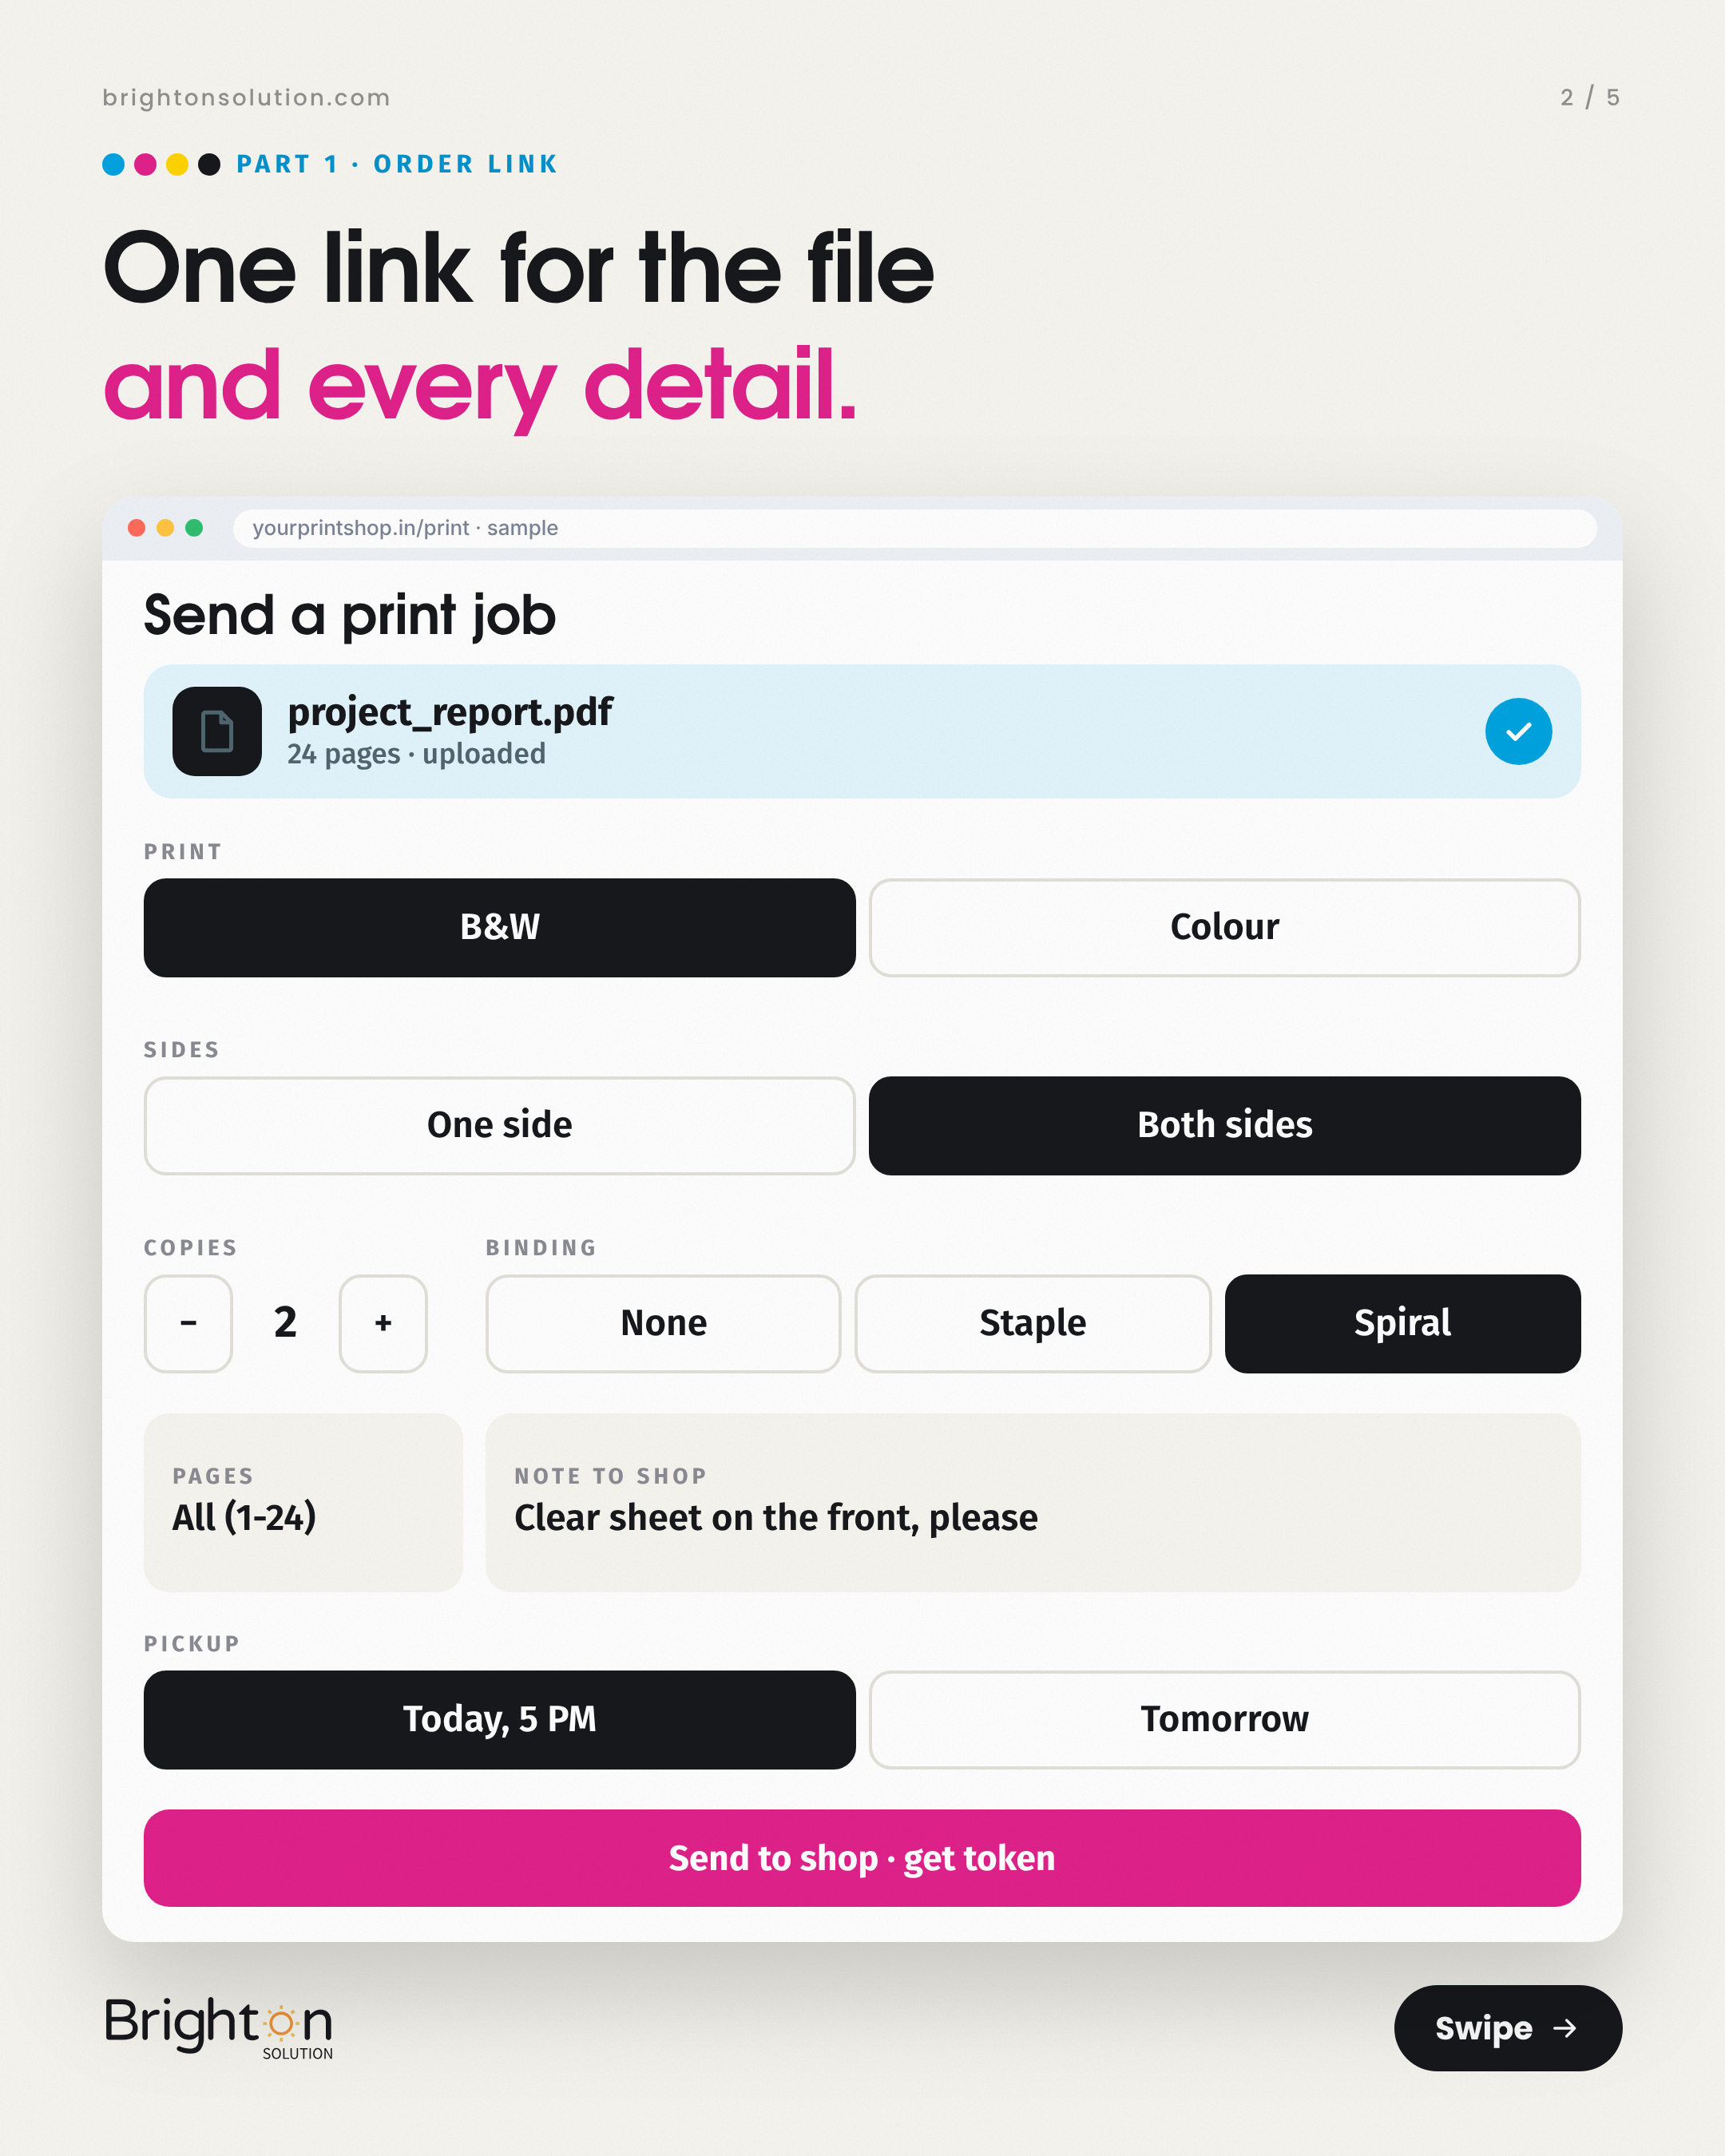 brightonsolution.com
2 / 5
PART 1 · ORDER LINK
One link for the file
and every detail.
yourprintshop.in/print · sample
Send a print job
project_report.pdf
24 pages · uploaded
PRINT
B&W
Colour
SIDES
One side
Both sides
COPIES
BINDING
− 2 +
None
Staple
Spiral
PAGES
All (1-24)
NOTE TO SHOP
Clear sheet on the front, please
PICKUP
Today, 5 PM
Tomorrow
Send to shop · get token
Brighton
SOLUTION
Swipe →